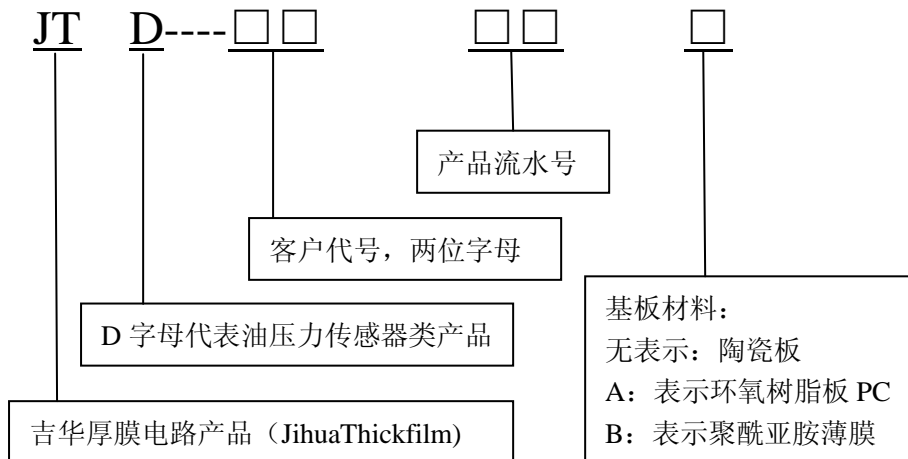 JT D----□□ □□ □
产品流水号
客户代号，两位字母
D 字母代表油压力传感器类产品
吉华厚膜电路产品（JihuaThickfilm)
基板材料：
无表示：陶瓷板
A：表示环氧树脂板 PC
B：表示聚酰亚胺薄膜